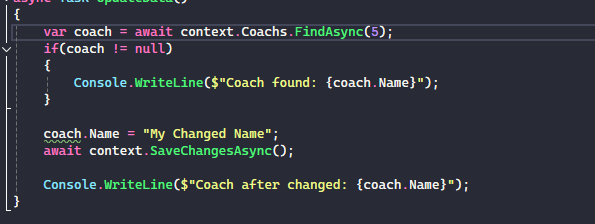 async Task UpdateData()
{
var coach = await context.Coachs.FindAsync(5);
if(coach != null)
{
Console.WriteLine($"Coach found: {coach.Name}");
}
coach.Name = "My Changed Name";
await context.SaveChangesAsync();
Console.WriteLine($"Coach after changed: {coach.Name}");
}